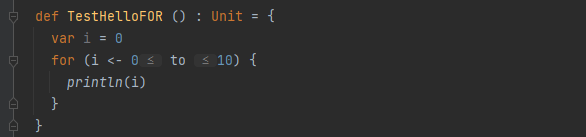 def TestHelloFOR () : Unit = {
var i = 0
for (i <- 0 ≤ to ≤ 10) {
println(i)
}
}